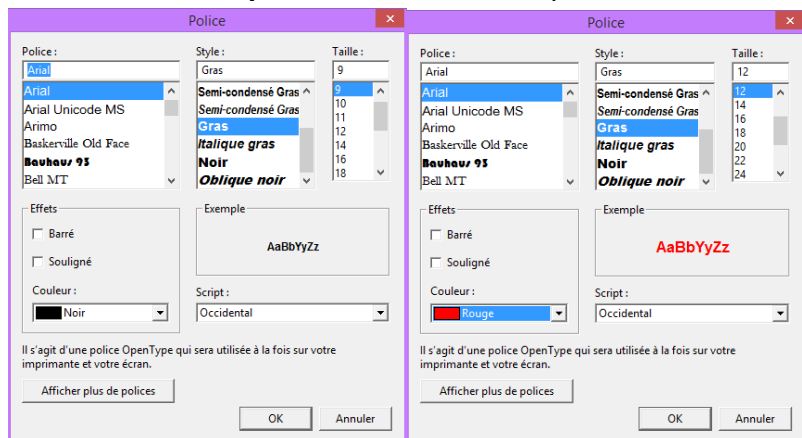 Police
Police :
Style :
Taille :
Arial
Gras
9
Arial
Arial Unicode MS
Arimo
Baskerville Old Face
Bauhaus 93
Bell MT
Semi-condensé Gras
Semi-condensé Gras
Gras
Italique gras
Noir
Oblique noir
9
10
11
12
14
16
18
Effets
Barré
Souligné
Couleur :
Noir
Exemple
AaBbYyZz
Script :
Occidental
Il s'agit d'une police OpenType qui sera utilisée à la fois sur votre
imprimante et votre écran.
Afficher plus de polices
OK
Annuler
Police
Police :
Style :
Taille :
Arial
Gras
12
Arial
Arial Unicode MS
Arimo
Baskerville Old Face
Bauhaus 93
Bell MT
Semi-condensé Gras
Semi-condensé Gras
Gras
Italique gras
Noir
Oblique noir
12
14
16
18
20
22
24
Effets
Barré
Souligné
Couleur :
Rouge
Exemple
AaBbYyZz
Script :
Occidental
Il s'agit d'une police OpenType qui sera utilisée à la fois sur votre
imprimante et votre écran.
Afficher plus de polices
OK
Annuler